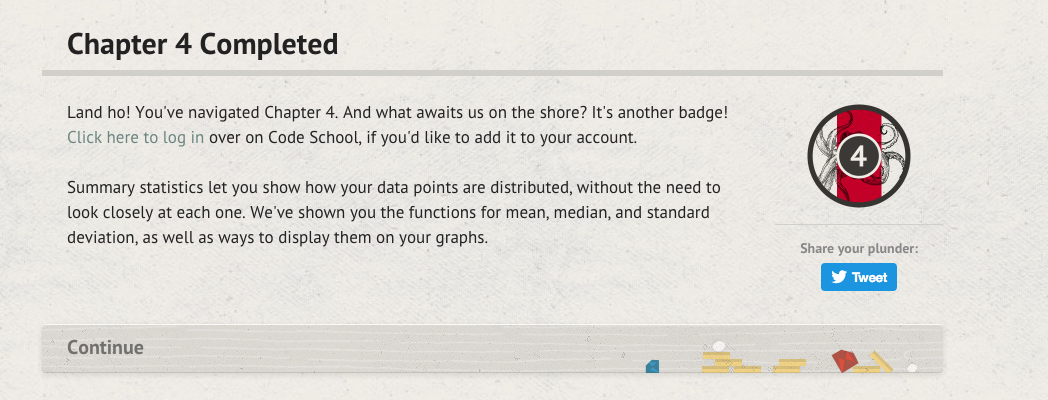 Chapter 4 Completed
Land ho! You've navigated Chapter 4. And what awaits us on the shore? It's another badge!
Click here to log in over on Code School, if you'd like to add it to your account.
Summary statistics let you show how your data points are distributed, without the need to
look closely at each one. We've shown you the functions for mean, median, and standard
deviation, as well as ways to display them on your graphs.
4
Share your plunder:
Tweet
Continue